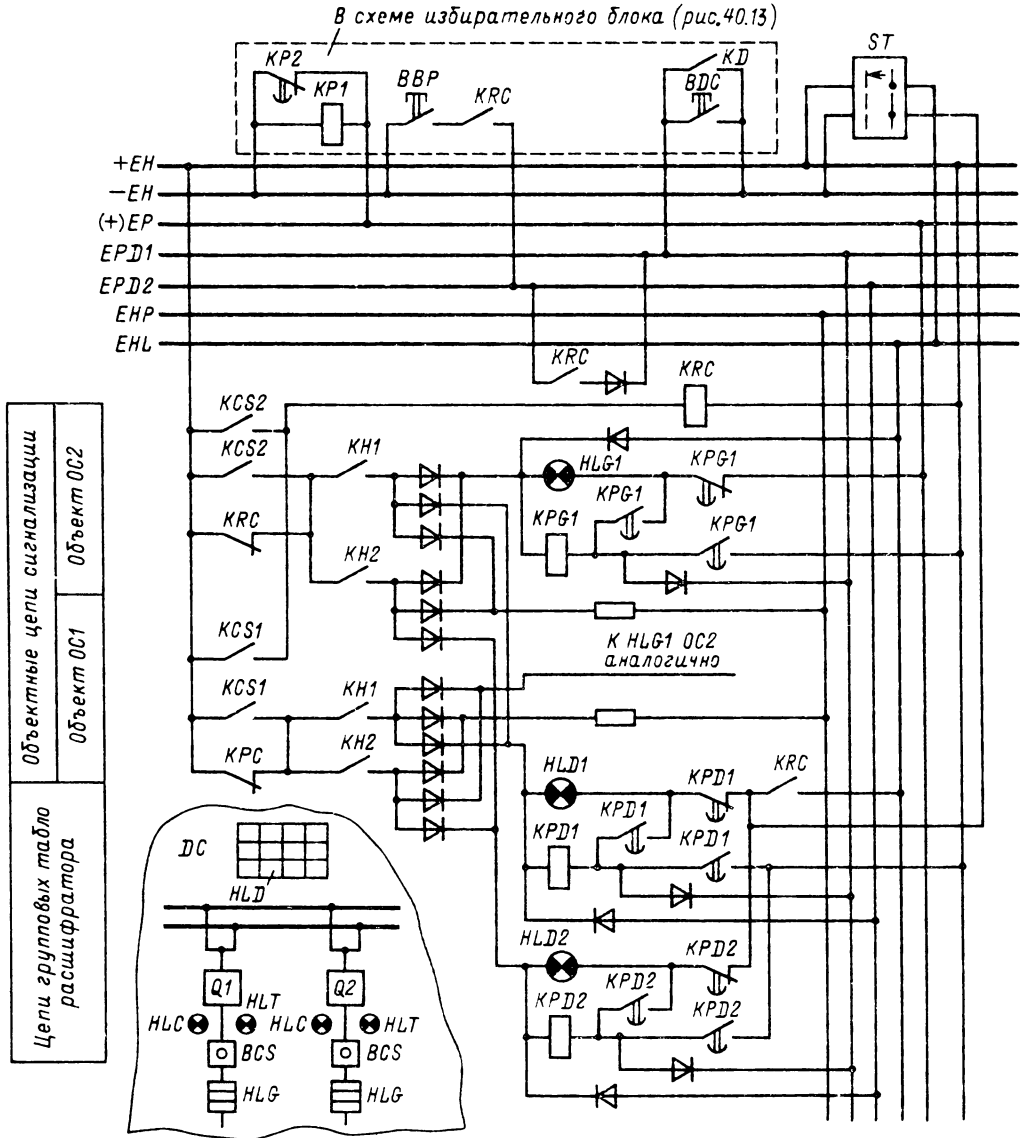 В схеме избирательного блока (рис.40.13)
KP2
KP1
BBP
KRC
KD
BDC
ST
+EH
−EH
(+)EP
EPD1
EPD2
EHP
EHL
KRC
KRC
KCS2
KCS2
KH1
HLG1
KPG1
KPG1
KPG1
KPG1
KRC
KH2
KCS1
К HLG1 ОС2
аналогично
KCS1
KH1
KPC
KH2
HLD1
KPD1
KRC
KPD1
KPD1
KPD1
HLD2
KPD2
KPD2
KPD2
KPD2
Объектные цепи сигнализации
Объект ОС2
Объект ОС1
Цепи групповых табло
расшифратора
DC
HLD
Q1
Q2
HLT
HLC
HLC
HLT
BCS
BCS
HLG
HLG